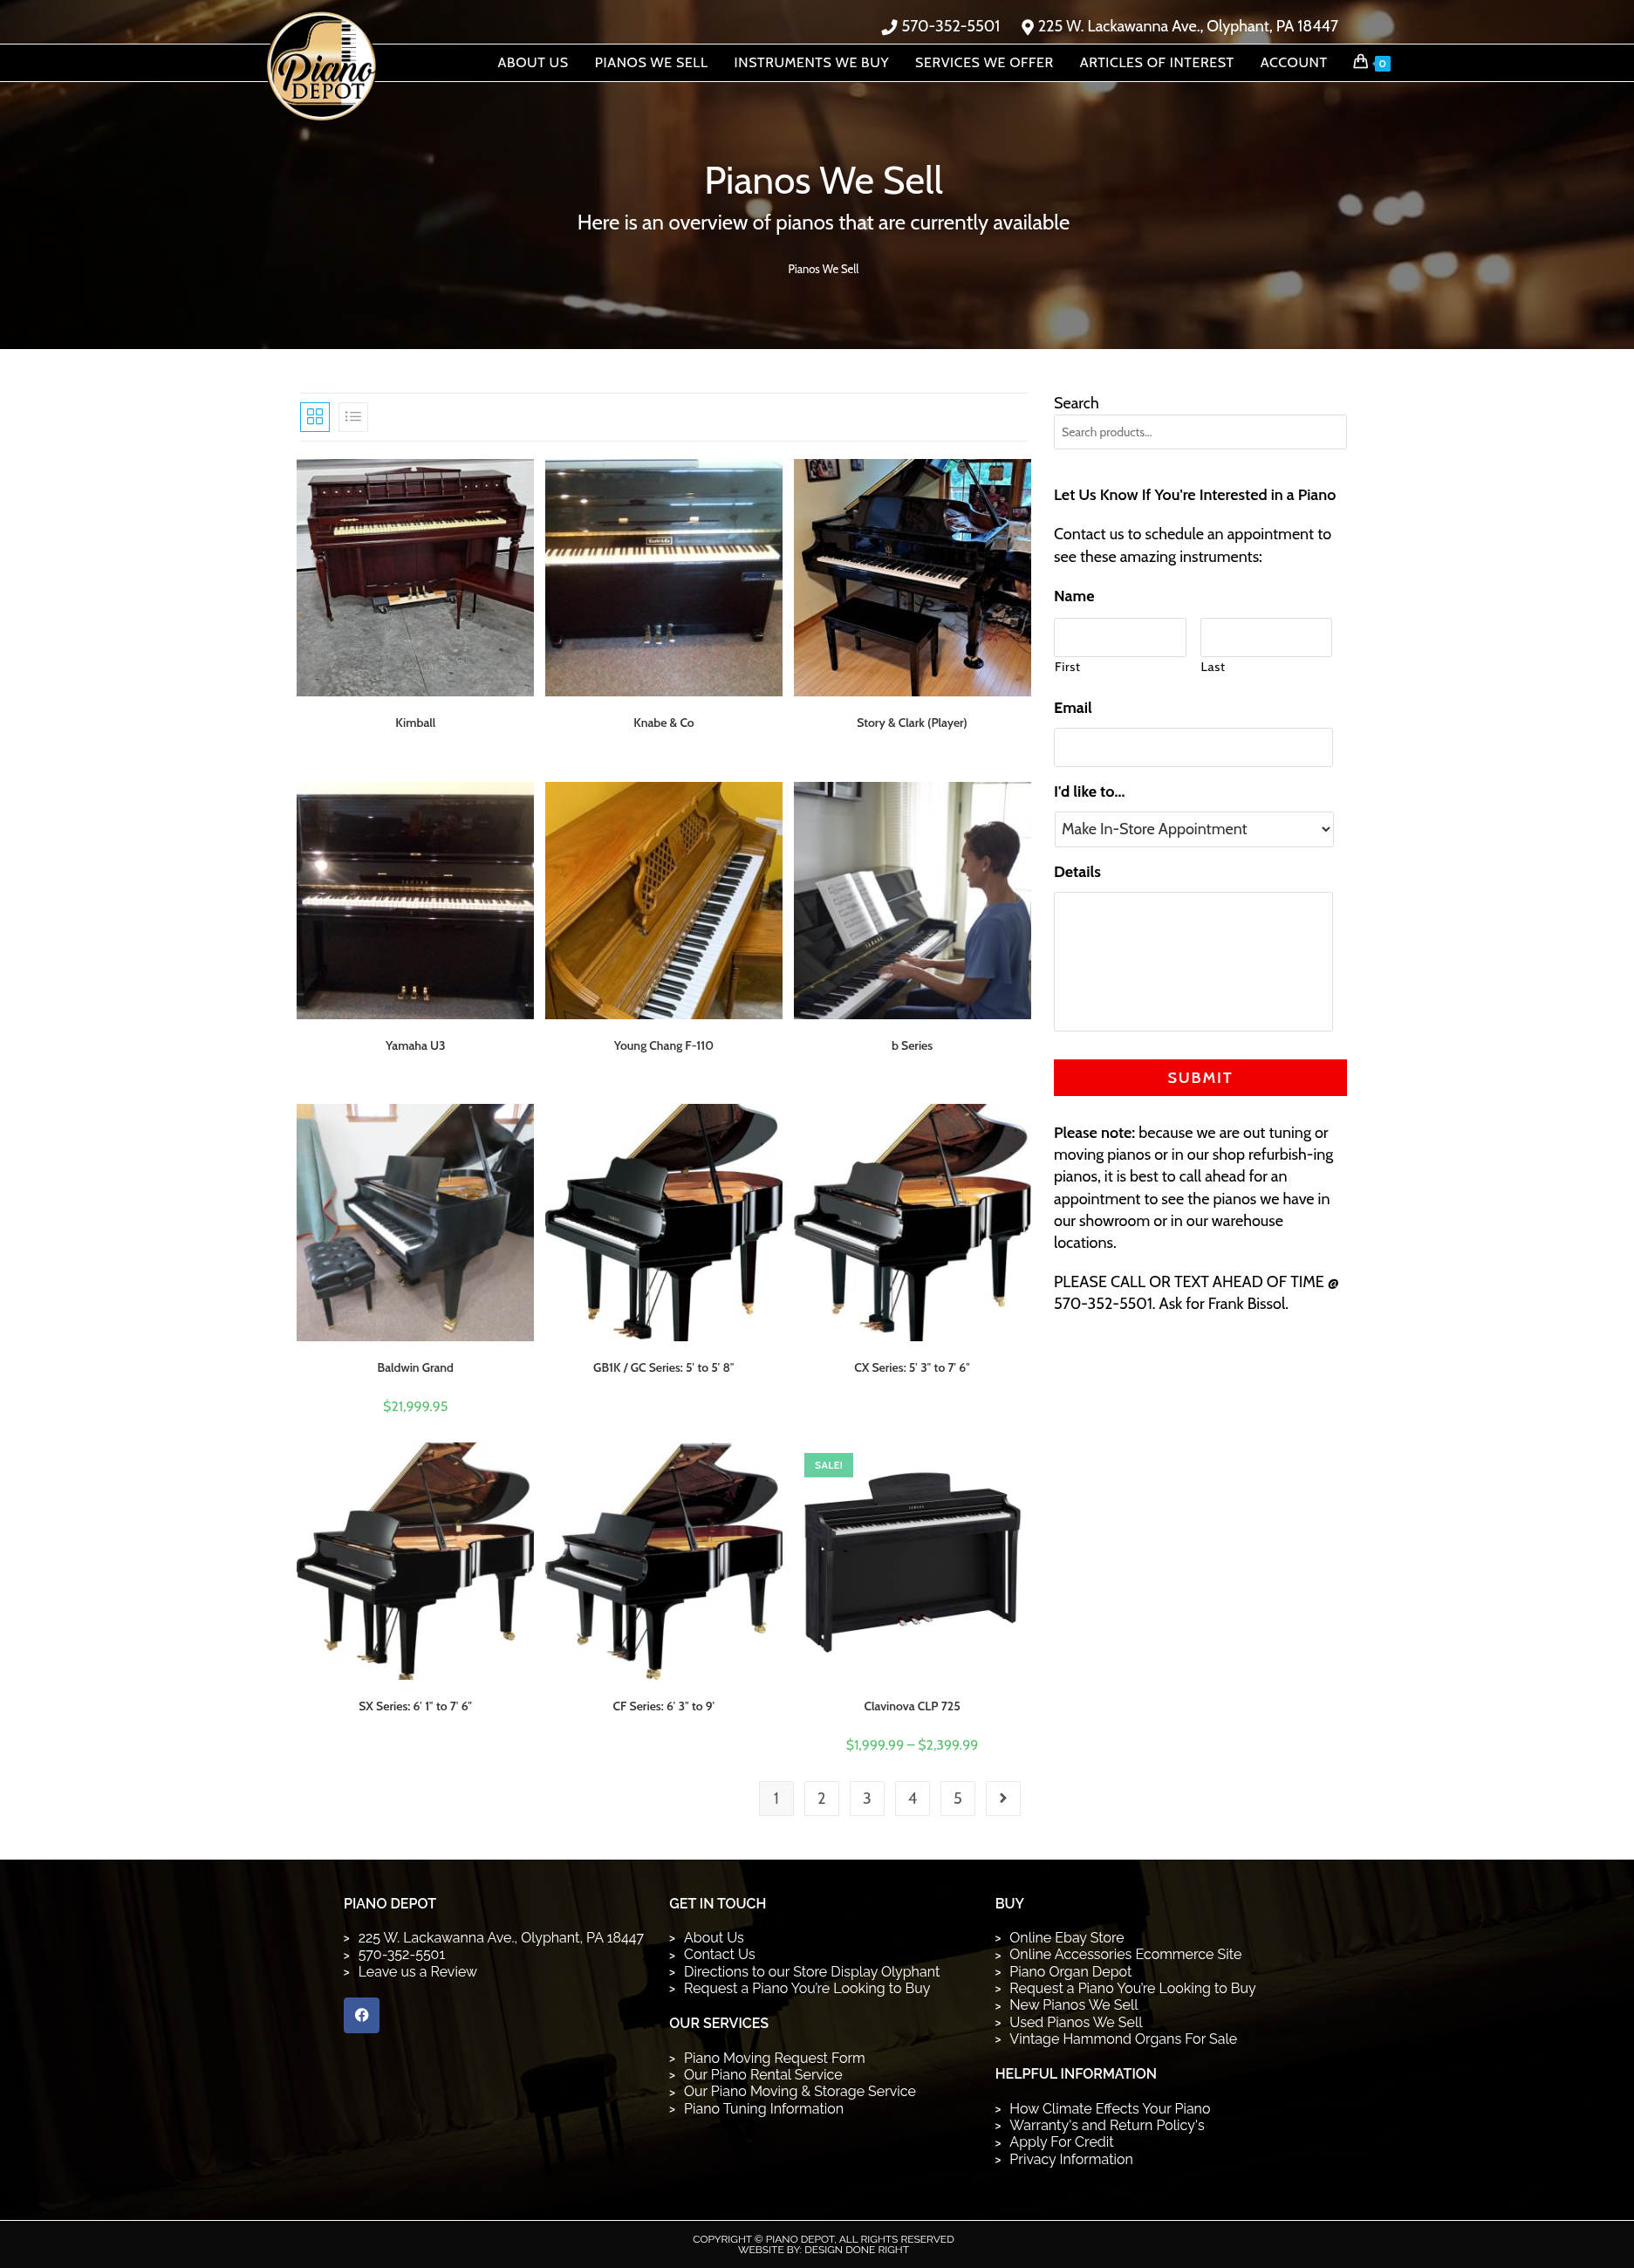 570-352-5501 225 W. Lackawanna Ave., Olyphant, PA 18447
Piano
DEPOT
ABOUT US PIANOS WE SELL INSTRUMENTS WE BUY SERVICES WE OFFER ARTICLES OF INTEREST ACCOUNT 0
Pianos We Sell
Here is an overview of pianos that are currently available
Pianos We Sell
Kimball Knabe & Co Story & Clark (Player)
YAMAHA
Yamaha U3 Young Chang F-110 b Series
Baldwin Grand GB1K / GC Series: 5′ to 5′ 8″ CX Series: 5′ 3″ to 7′ 6″
$21,999.95
SALE!
SX Series: 6′ 1″ to 7′ 6″ CF Series: 6′ 3″ to 9′ Clavinova CLP 725
$1,999.99 – $2,399.99
1 2 3 4 5
Search
Search products…
Let Us Know If You're Interested in a Piano
Contact us to schedule an appointment to
see these amazing instruments:
Name
First Last
Email
I'd like to...
Make In-Store Appointment
Details
SUBMIT
Please note: because we are out tuning or
moving pianos or in our shop refurbish-ing
pianos, it is best to call ahead for an
appointment to see the pianos we have in
our showroom or in our warehouse
locations.
PLEASE CALL OR TEXT AHEAD OF TIME @
570-352-5501. Ask for Frank Bissol.
PIANO DEPOT
> 225 W. Lackawanna Ave., Olyphant, PA 18447
> 570-352-5501
> Leave us a Review
GET IN TOUCH
> About Us
> Contact Us
> Directions to our Store Display Olyphant
> Request a Piano You’re Looking to Buy
OUR SERVICES
> Piano Moving Request Form
> Our Piano Rental Service
> Our Piano Moving & Storage Service
> Piano Tuning Information
BUY
> Online Ebay Store
> Online Accessories Ecommerce Site
> Piano Organ Depot
> Request a Piano You’re Looking to Buy
> New Pianos We Sell
> Used Pianos We Sell
> Vintage Hammond Organs For Sale
HELPFUL INFORMATION
> How Climate Effects Your Piano
> Warranty's and Return Policy's
> Apply For Credit
> Privacy Information
COPYRIGHT © PIANO DEPOT, ALL RIGHTS RESERVED
WEBSITE BY: DESIGN DONE RIGHT